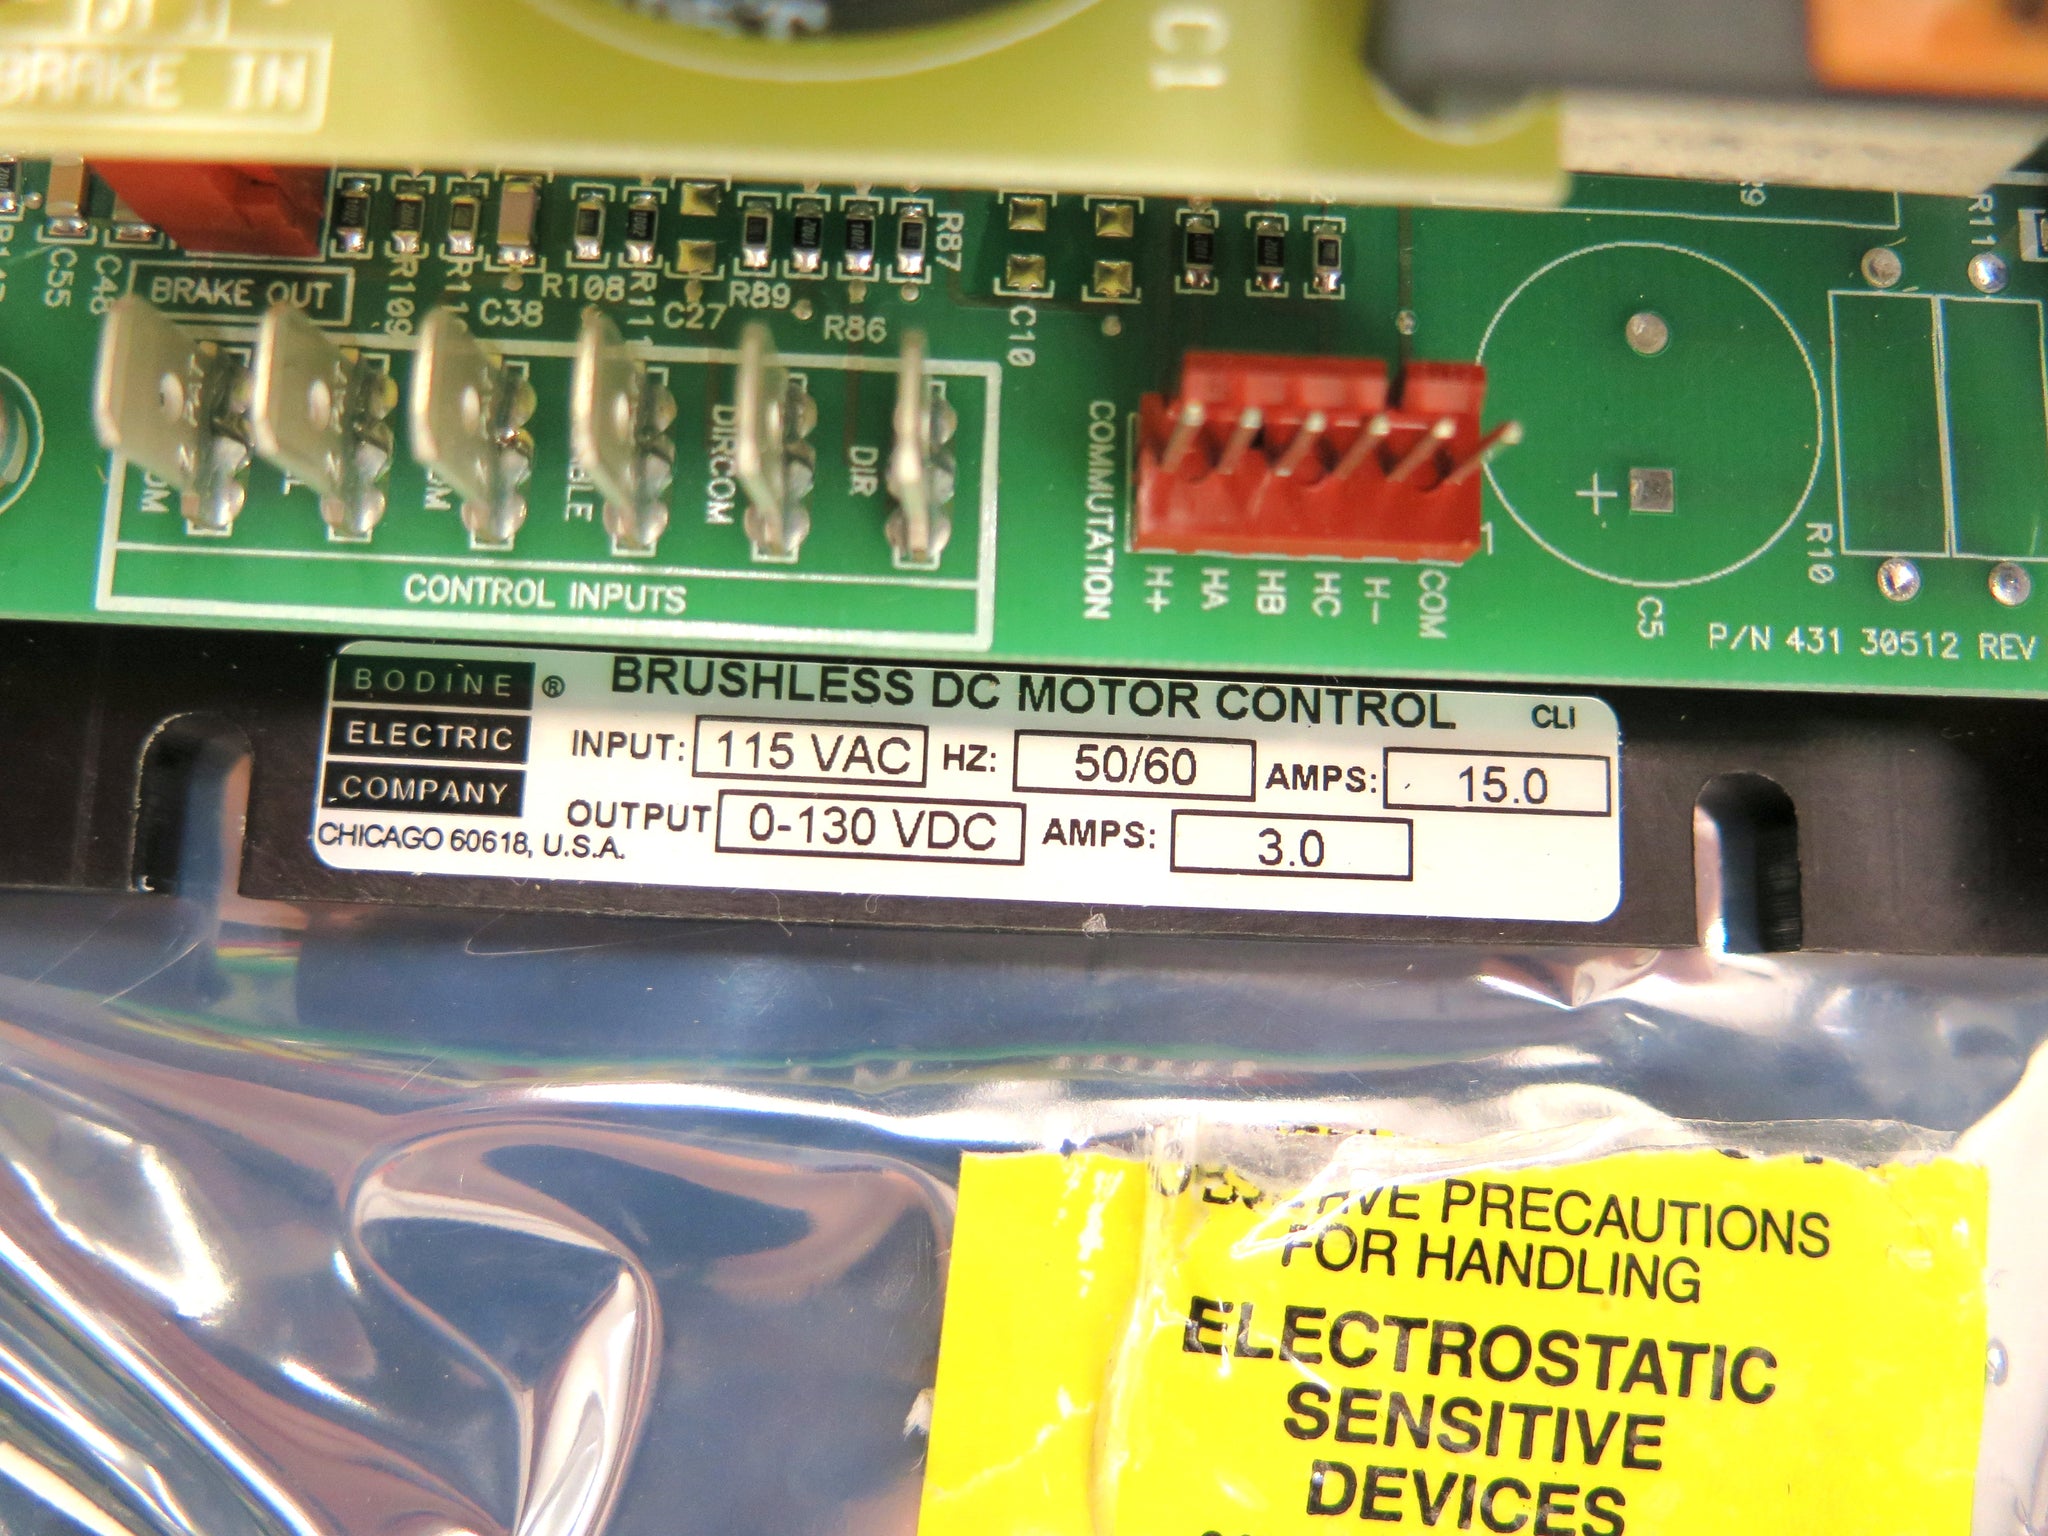 BRAKE IN
C1
C55
C48
BRAKE OUT
R109
C38
R108
C27
R89
R86
R87
C10
DIRCOM
DIR
CONTROL INPUTS
COMMUTATION
H+
HA
HB
HC
H-
COM
1
+
C5
R10
P/N 431 30512 REV
BODINE ®
ELECTRIC
COMPANY
CHICAGO 60618, U.S.A.
BRUSHLESS DC MOTOR CONTROL CLI
INPUT: 115 VAC HZ: 50/60 AMPS: 15.0
OUTPUT 0-130 VDC AMPS: 3.0
OBSERVE PRECAUTIONS
FOR HANDLING
ELECTROSTATIC
SENSITIVE
DEVICES